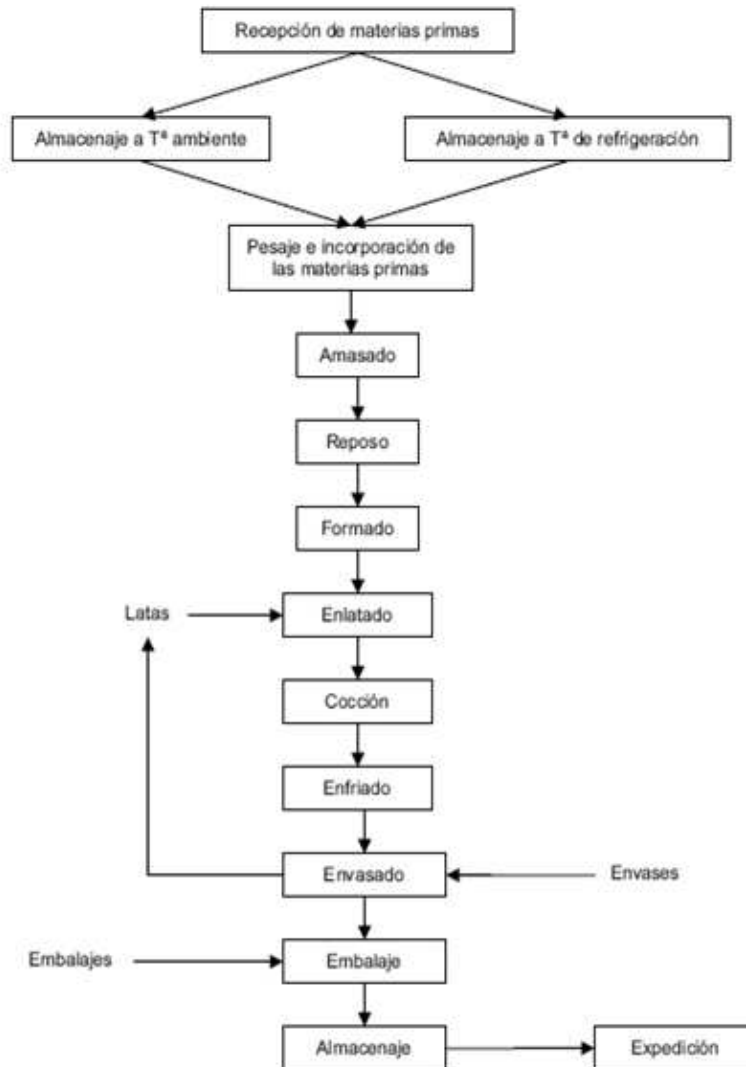 Recepción de materias primas
Almacenaje a Tª ambiente
Almacenaje a Tª de refrigeración
Pesaje e incorporación de
las materias primas
Amasado
Reposo
Formado
Latas
Enlatado
Cocción
Enfriado
Envasado
Envases
Embalajes
Embalaje
Almacenaje
Expedición